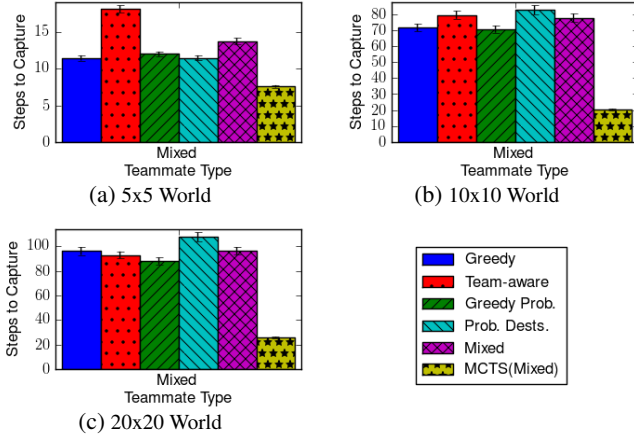 Steps to Capture
15
10
5
0
Mixed
Teammate Type
(a) 5x5 World
Steps to Capture
80
70
60
50
40
30
20
10
0
Mixed
Teammate Type
(b) 10x10 World
Steps to Capture
100
80
60
40
20
0
Mixed
Teammate Type
(c) 20x20 World
Greedy
Team-aware
Greedy Prob.
Prob. Dests.
Mixed
MCTS(Mixed)